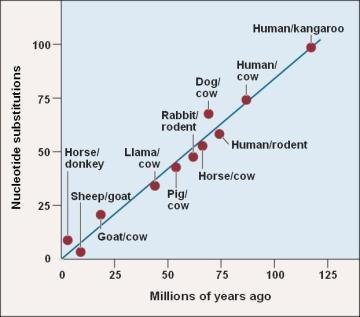 Human/kangaroo
100
Human/
cow
Dog/
cow
75
Rabbit/
rodent
Nucleotide substitutions
Horse/
donkey
Llama/
cow
Human/rodent
50
Sheep/goat
Pig/
cow
Horse/cow
25
Goat/cow
0
0 25 50 75 100 125
Millions of years ago